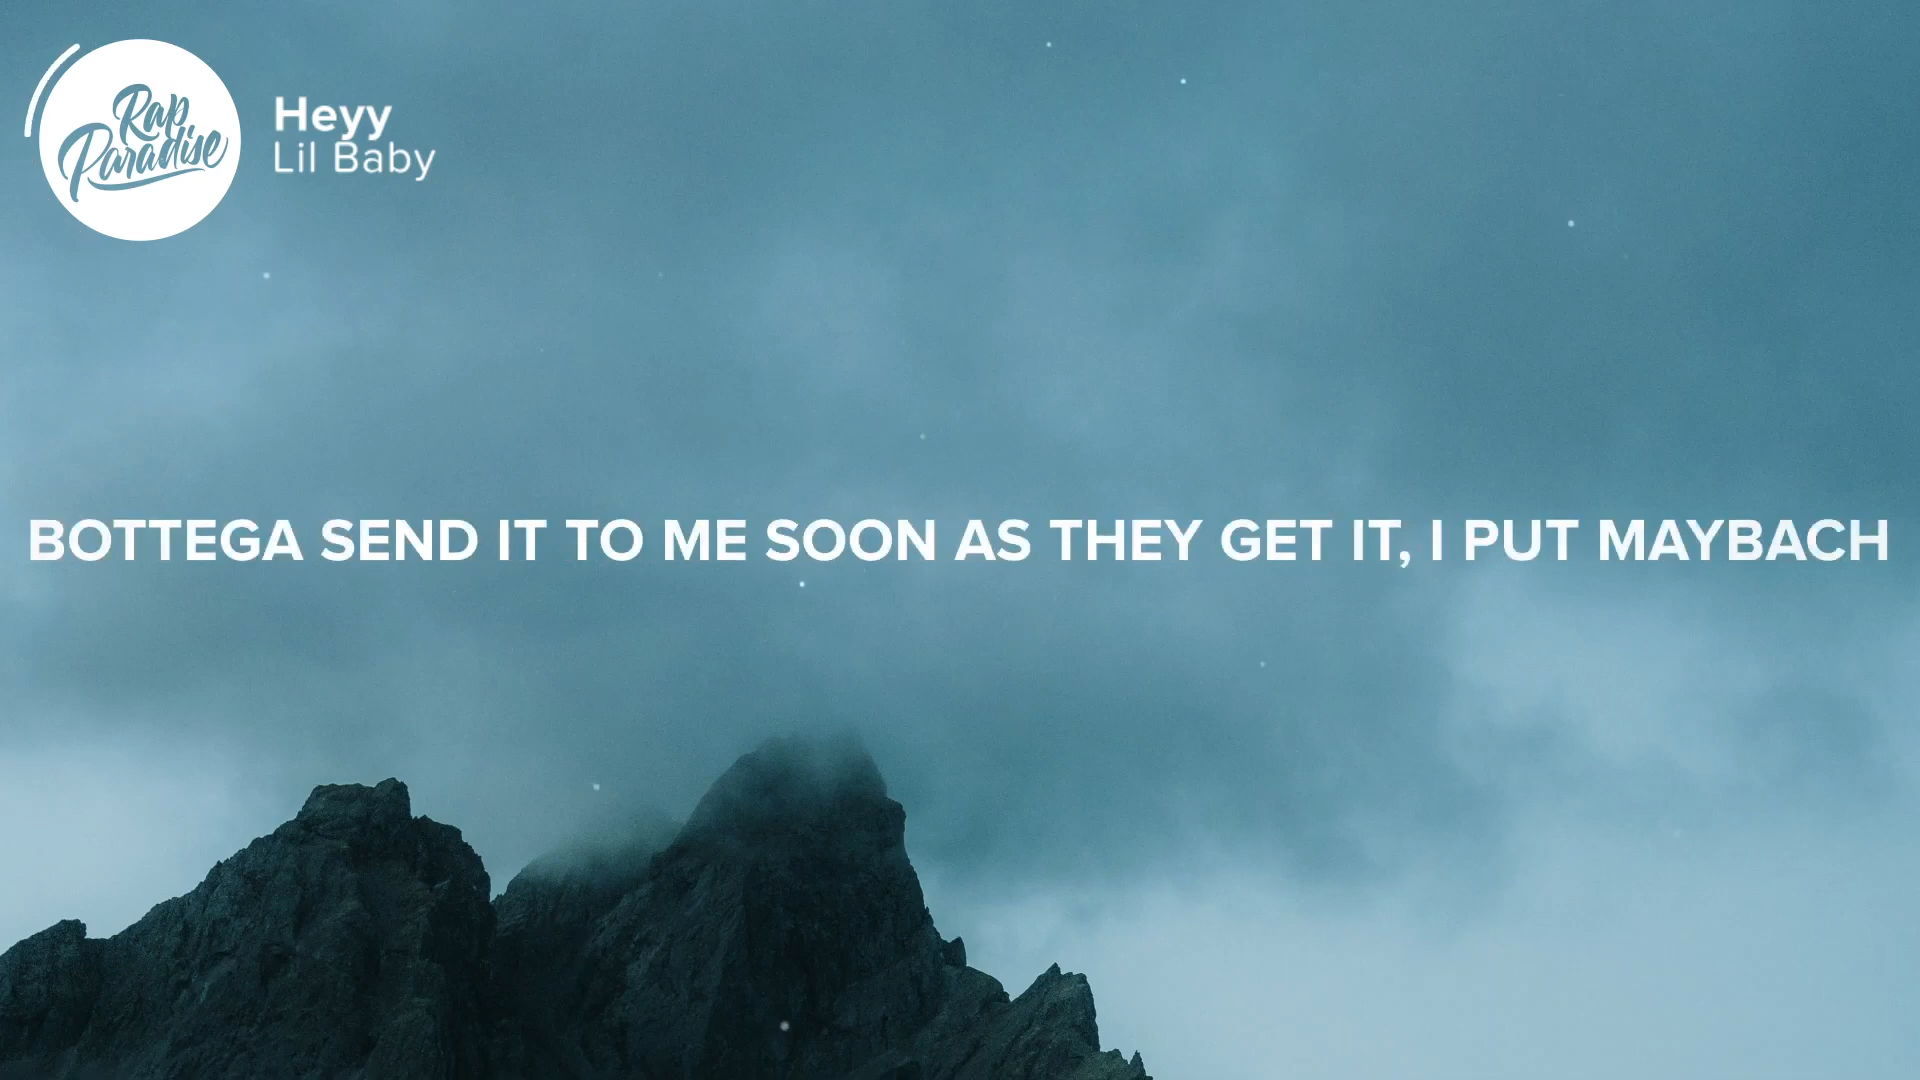 Rap
Paradise
Heyy
Lil Baby
BOTTEGA SEND IT TO ME SOON AS THEY GET IT, I PUT MAYBACH